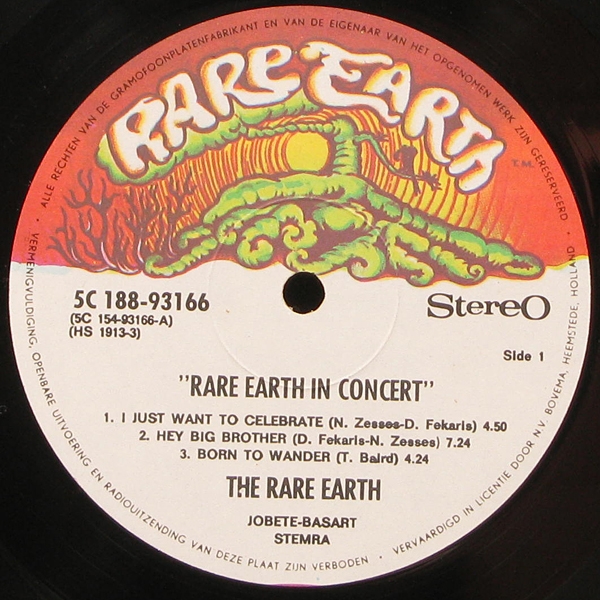 · ALLE RECHTEN VAN DE GRAMOFOONPLATENFABRIKANT EN VAN DE EIGENAAR VAN HET OPGENOMEN WERK ZIJN GERESERVEERD ·
RARE EARTH
T.M.
5C 188-93166
(5C 154-93166-A)
(HS 1913-3)
StereO
Side 1
"RARE EARTH IN CONCERT"
1. I JUST WANT TO CELEBRATE (N. Zesses-D. Fekaris) 4.50
2. HEY BIG BROTHER (D. Fekaris-N. Zesses) 7.24
3. BORN TO WANDER (T. Baird) 4.24
THE RARE EARTH
JOBETE-BASART
STEMRA
VERMENIGVULDIGING, OPENBARE UITVOERING EN RADIOUITZENDING VAN DEZE PLAAT ZIJN VERBODEN · VERVAARDIGD IN LICENTIE DOOR N.V. BOVEMA, HEEMSTEDE, HOLLAND ·